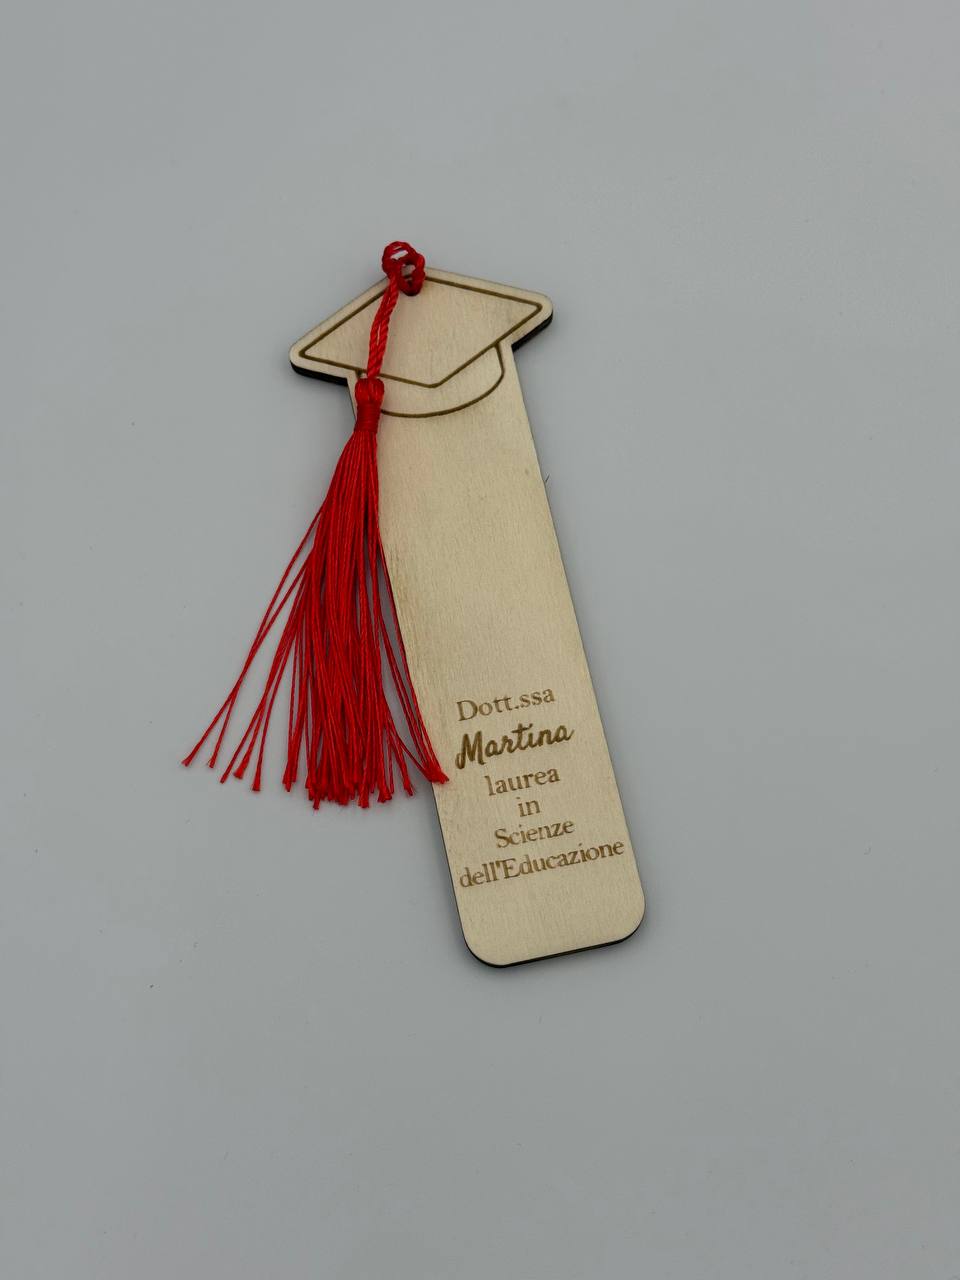 Dott.ssa
Martina
laurea
in
Scienze
dell'Educazione